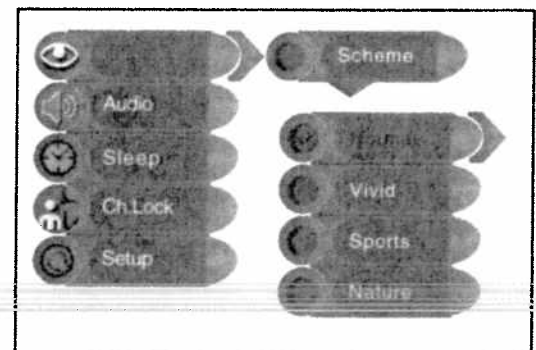 Scheme
Audio
Sleep
Vivid
Ch.Lock
Sports
Setup
Nature